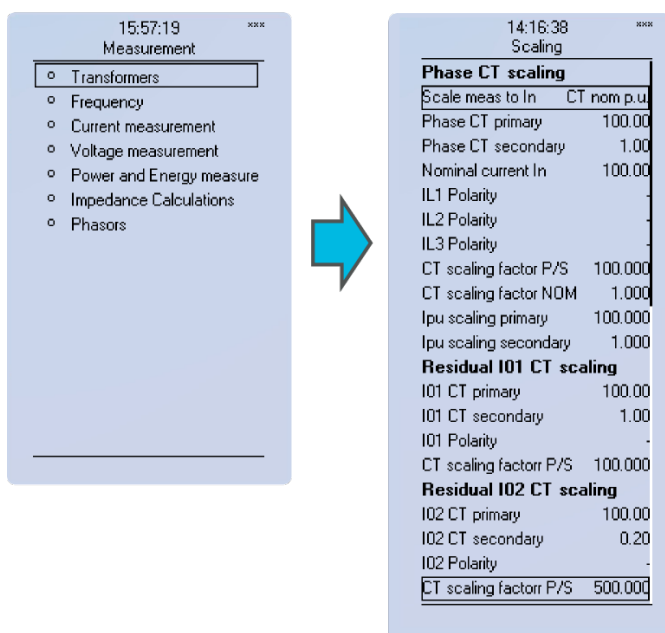 15:57:19 ×××
Measurement
Transformers
Frequency
Current measurement
Voltage measurement
Power and Energy measure
Impedance Calculations
Phasors
14:16:38 ×××
Scaling
Phase CT scaling
Scale meas to In CT nom p.u.
Phase CT primary 100.00
Phase CT secondary 1.00
Nominal current In 100.00
IL1 Polarity -
IL2 Polarity -
IL3 Polarity -
CT scaling factor P/S 100.000
CT scaling factor NOM 1.000
Ipu scaling primary 100.000
Ipu scaling secondary 1.000
Residual I01 CT scaling
I01 CT primary 100.00
I01 CT secondary 1.00
I01 Polarity -
CT scaling factorr P/S 100.000
Residual I02 CT scaling
I02 CT primary 100.00
I02 CT secondary 0.20
I02 Polarity -
CT scaling factorr P/S 500.000